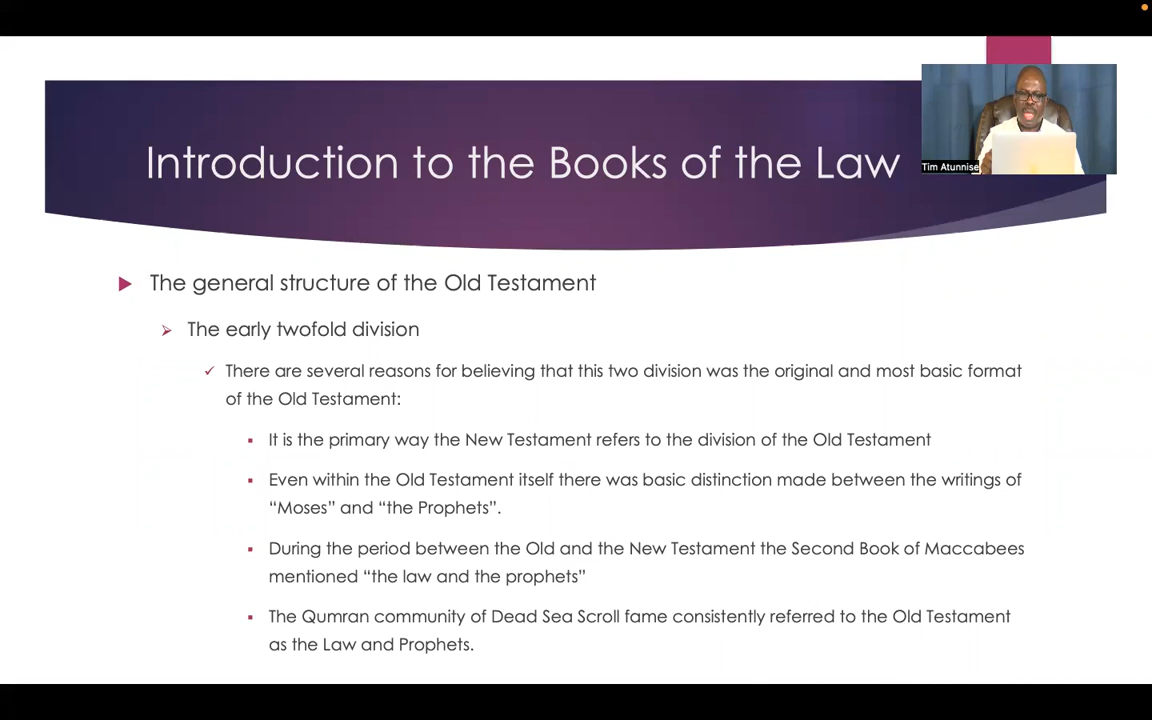 Introduction to the Books of the Law
Tim Atunnise
The general structure of the Old Testament
The early twofold division
There are several reasons for believing that this two division was the original and most basic format
of the Old Testament:
It is the primary way the New Testament refers to the division of the Old Testament
Even within the Old Testament itself there was basic distinction made between the writings of
“Moses” and “the Prophets”.
During the period between the Old and the New Testament the Second Book of Maccabees
mentioned “the law and the prophets”
The Qumran community of Dead Sea Scroll fame consistently referred to the Old Testament
as the Law and Prophets.